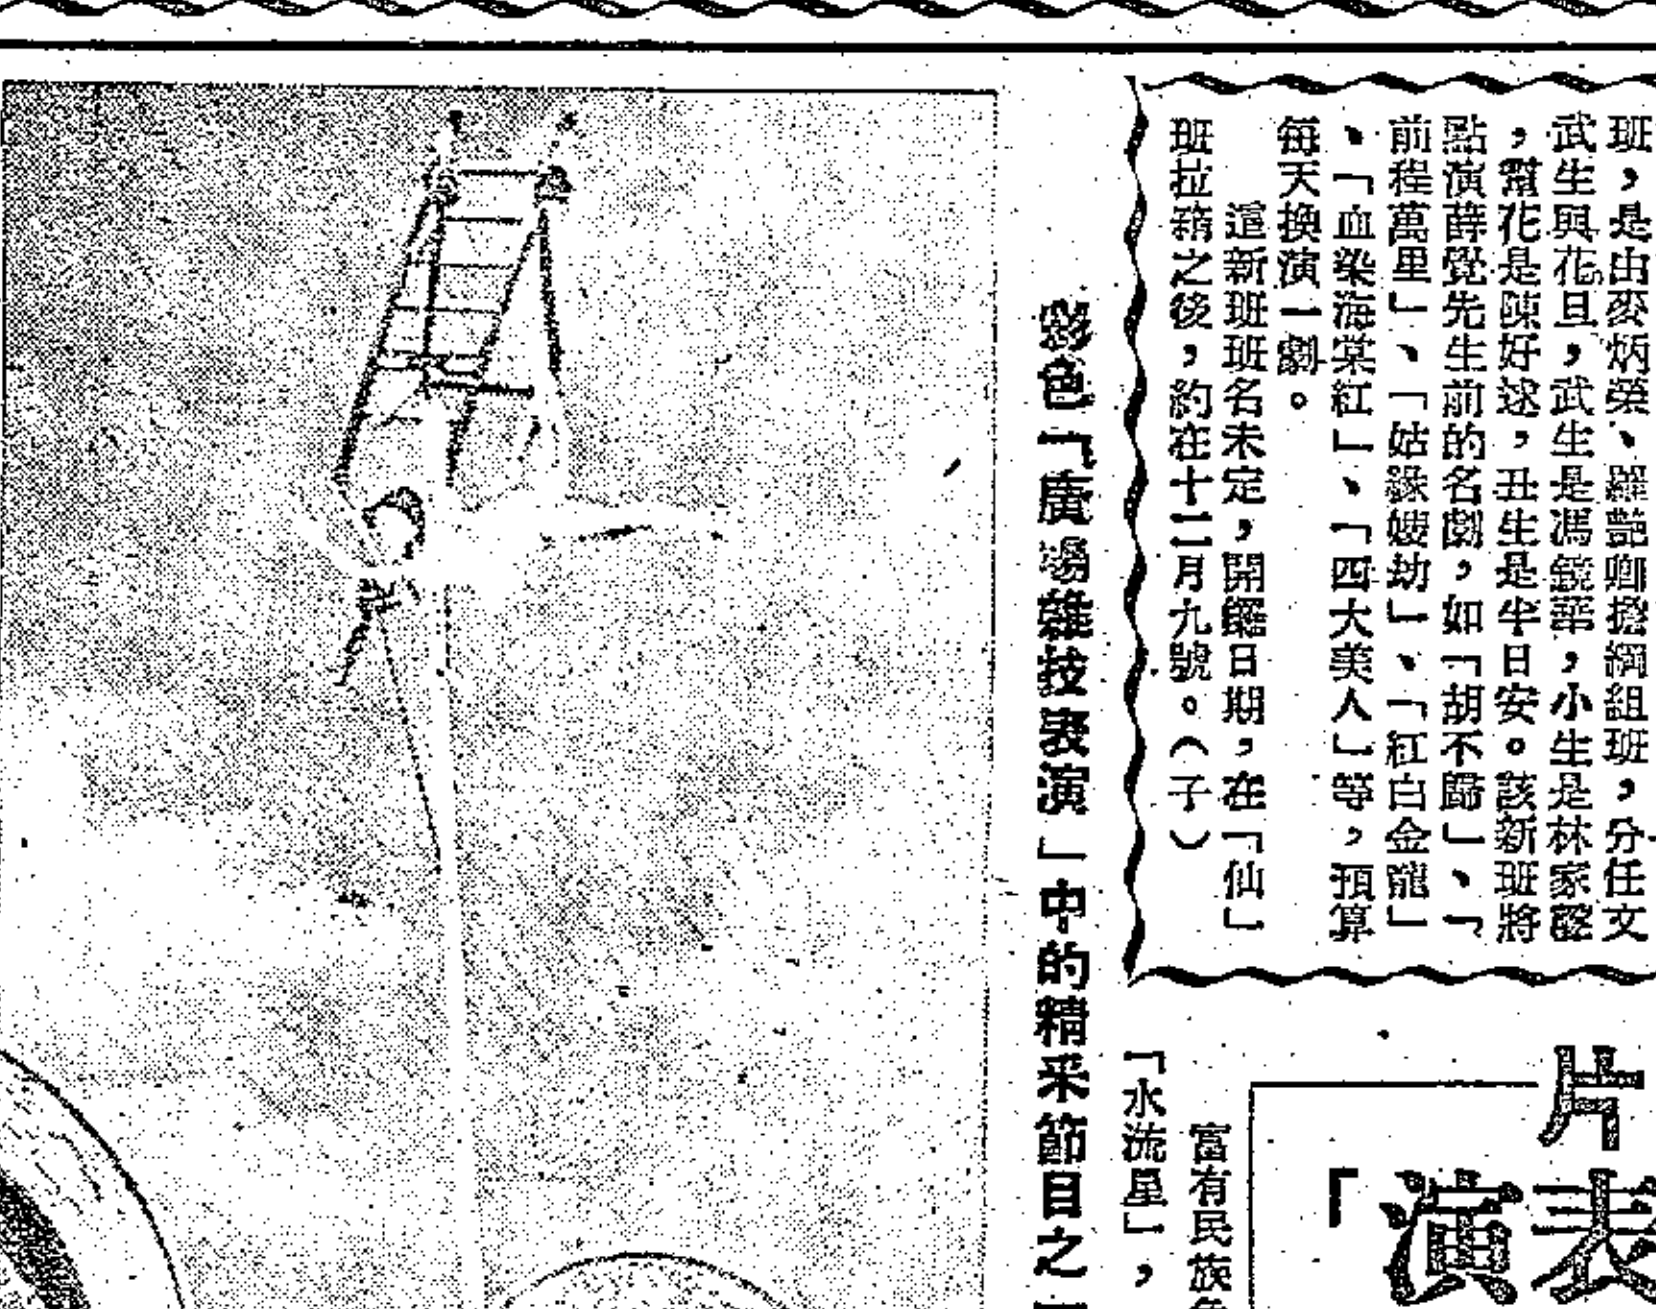 班，是由麥炳榮、羅艷卿擔綱組班，分任文
武生與花旦，武生是馮鏡華，小生是林家聲
，幫花是陳好逑，丑生是半日安。該新班將
點演薛覺先生前的名劇，如「胡不歸」、「
前程萬里」、「姑緣嫂劫」、「紅白金龍」
、「血染海棠紅」、「四大美人」等，預算
每天換演一劇。
這新班班名未定，開鑼日期，在「仙」
班拉箱之後，約在十二月九號。（子）
彩色「廣場雜技表演」中的精采節目之一
片
表演「
富有民族色
「水流星」，